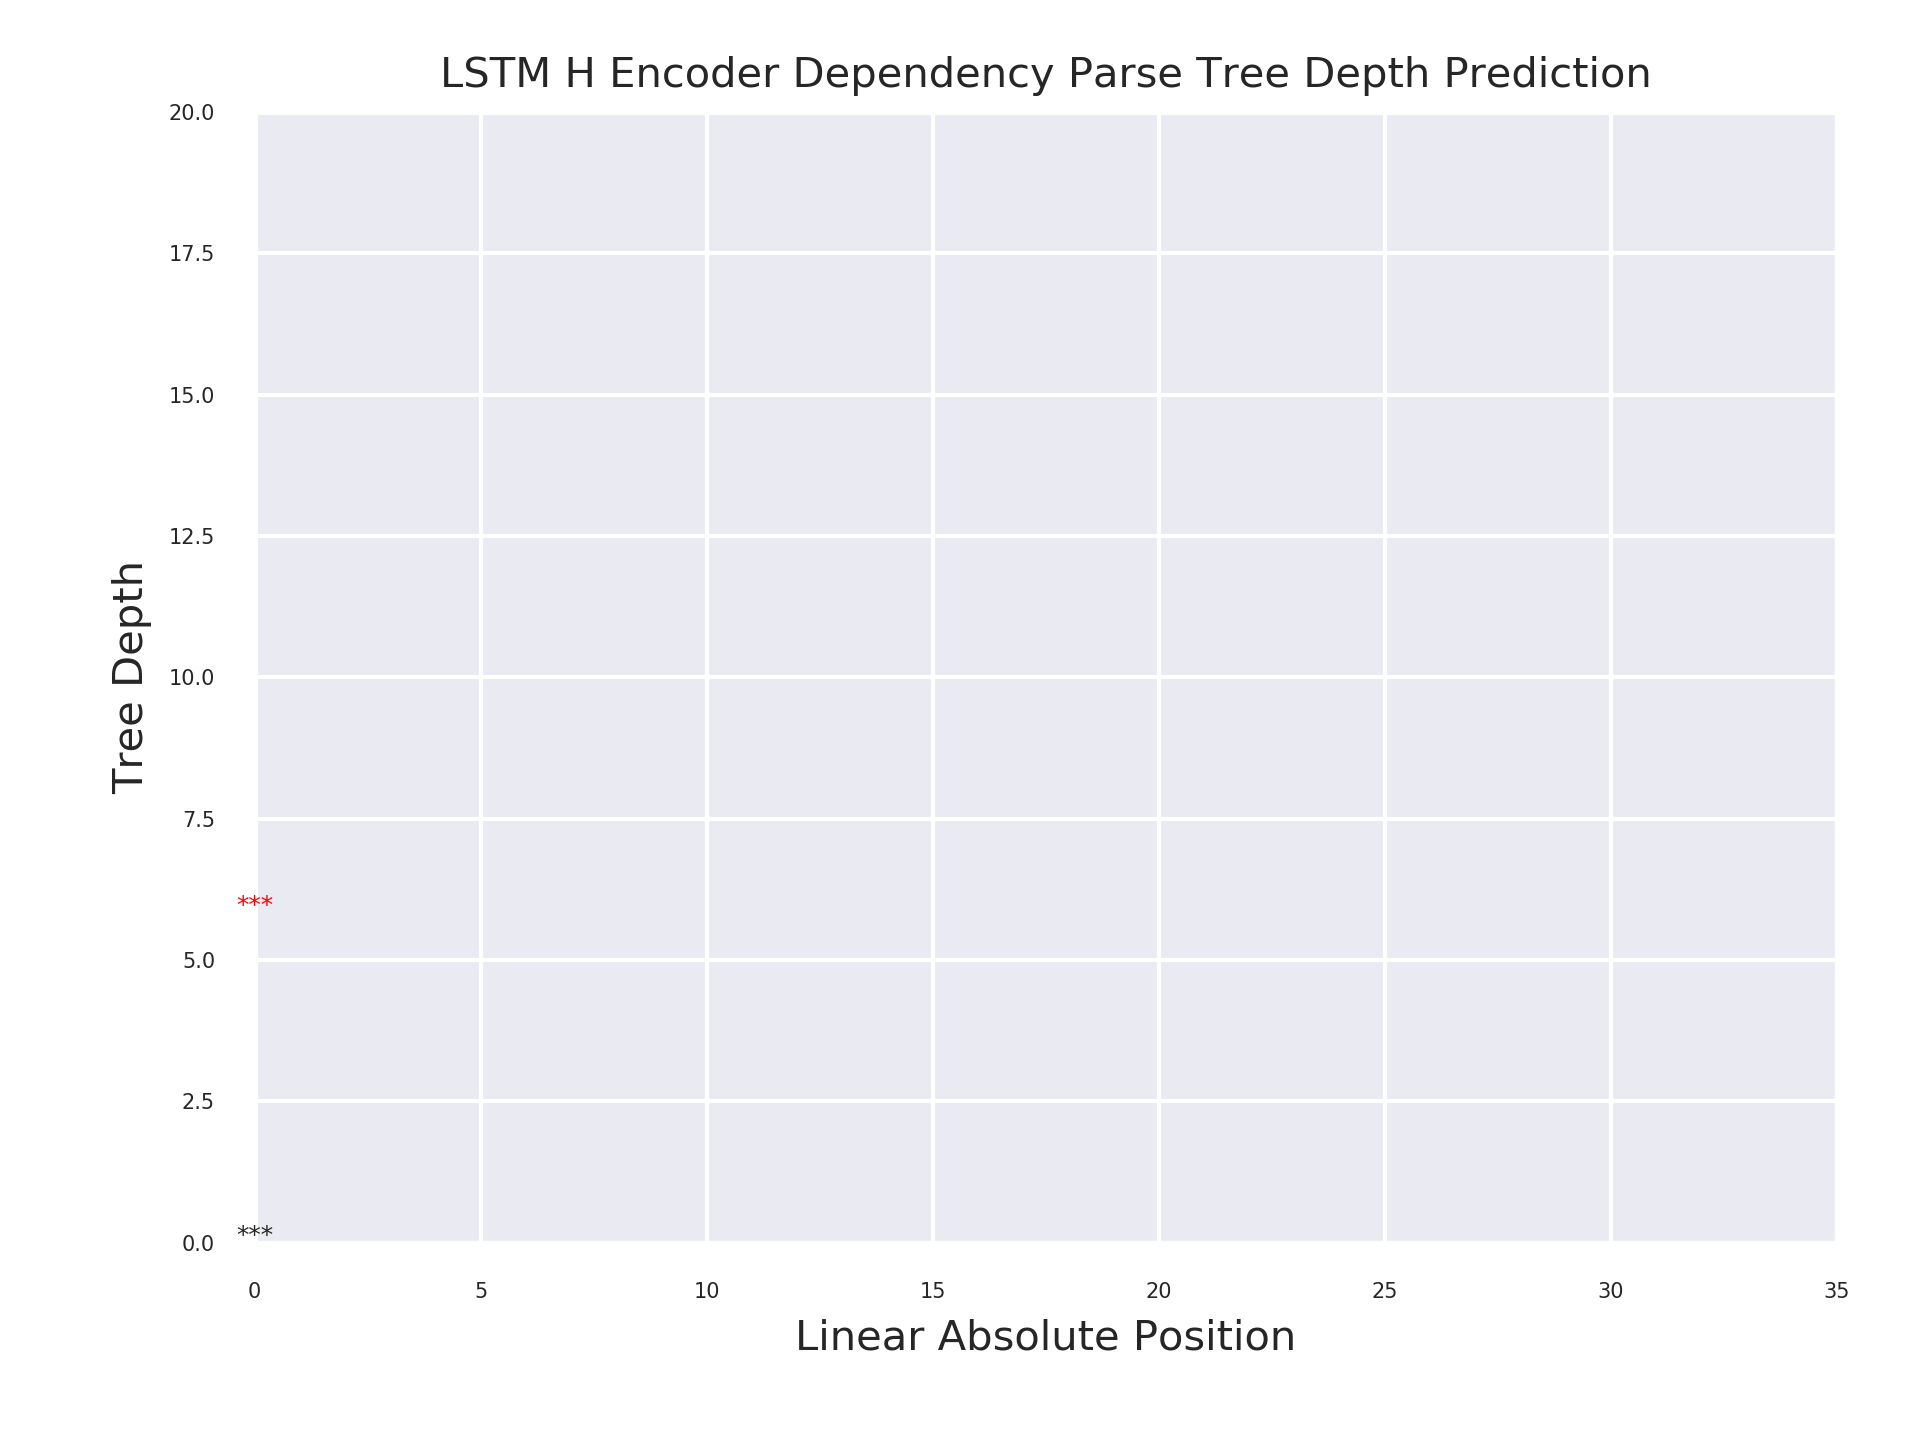 LSTM H Encoder Dependency Parse Tree Depth Prediction
20.0
17.5
15.0
12.5
10.0
7.5
5.0
2.5
0.0
Tree Depth
***
***
0 5 10 15 20 25 30 35
Linear Absolute Position